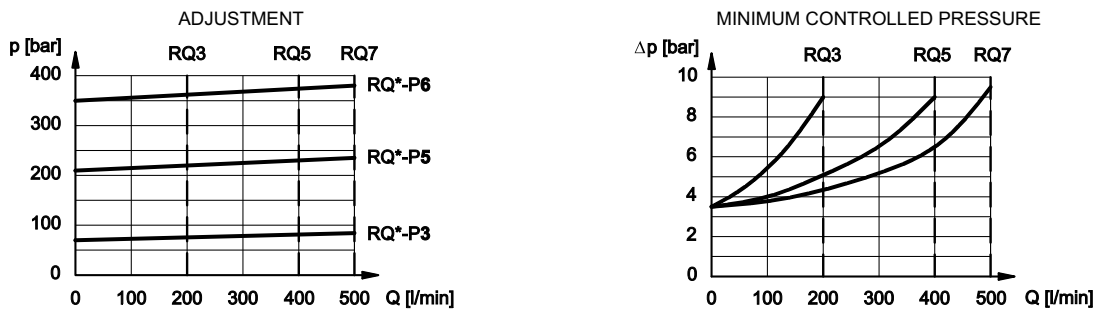 ADJUSTMENT
p [bar]
RQ3
RQ5
RQ7
400
300
200
100
0
RQ*-P6
RQ*-P5
RQ*-P3
0 100 200 300 400 500 Q [l/min]
MINIMUM CONTROLLED PRESSURE
Δp [bar]
RQ3
RQ5
RQ7
10
8
6
4
2
0
0 100 200 300 400 500 Q [l/min]